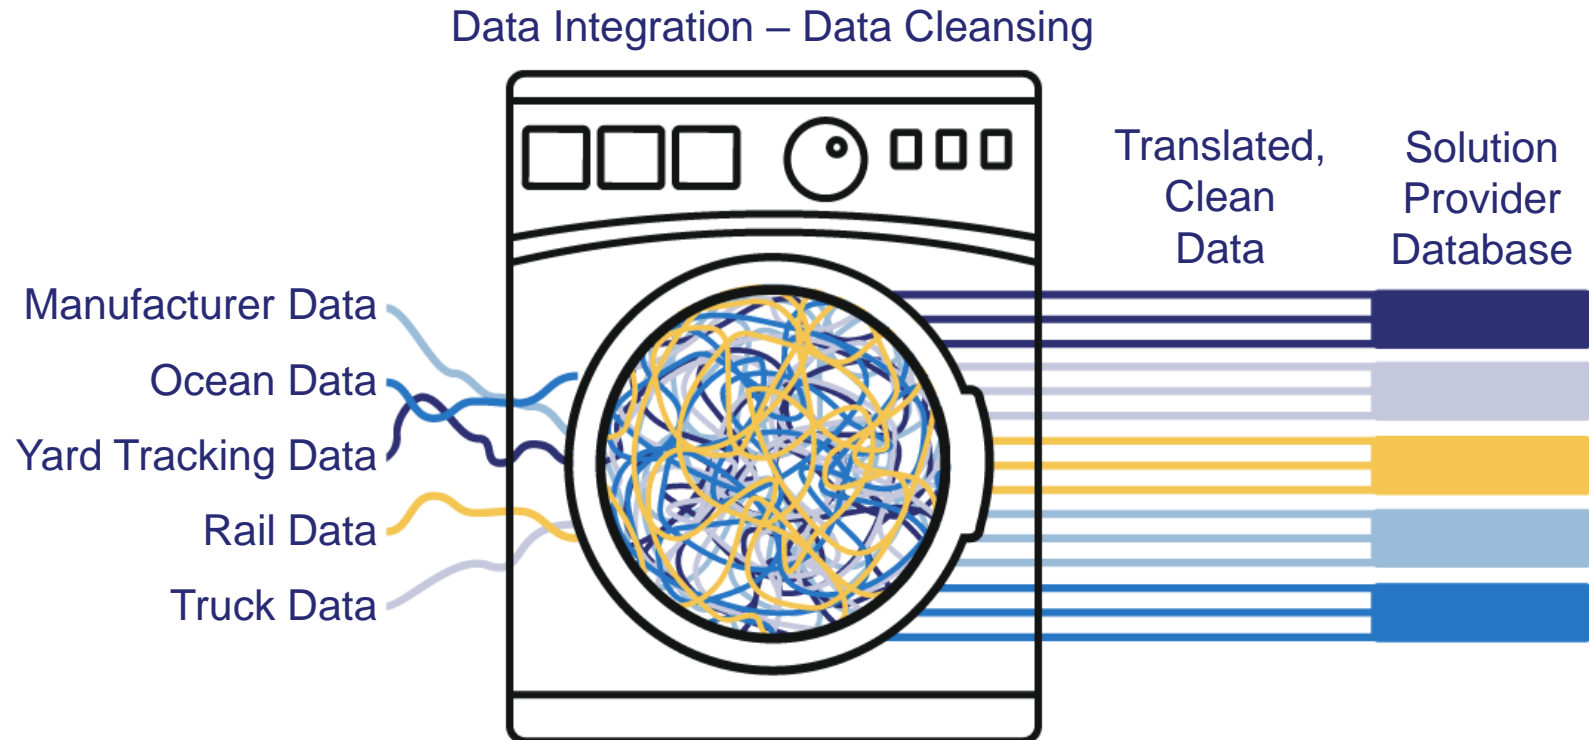 Data Integration – Data Cleansing
Manufacturer Data
Ocean Data
Yard Tracking Data
Rail Data
Truck Data
Translated,
Clean
Data
Solution
Provider
Database